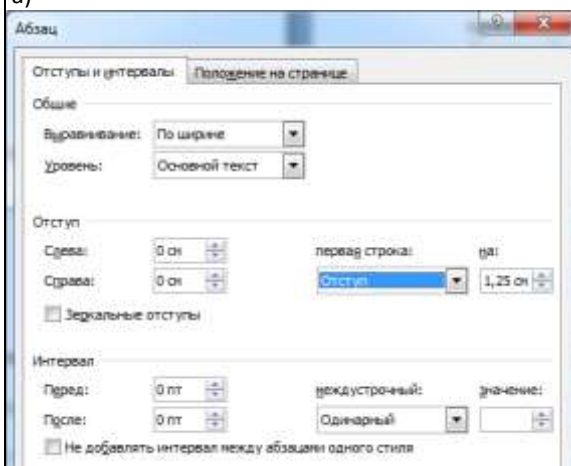 а)
Абзац
Отступы и интервалы Положение на странице
Общие
Выравнивание: По ширине
Уровень: Основной текст
Отступ
Слева: 0 см первая строка: на:
Справа: 0 см Отступ 1,25 см
Зеркальные отступы
Интервал
Перед: 0 пт междустрочный: значение:
После: 0 пт Одинарный
Не добавлять интервал между абзацами одного стиля